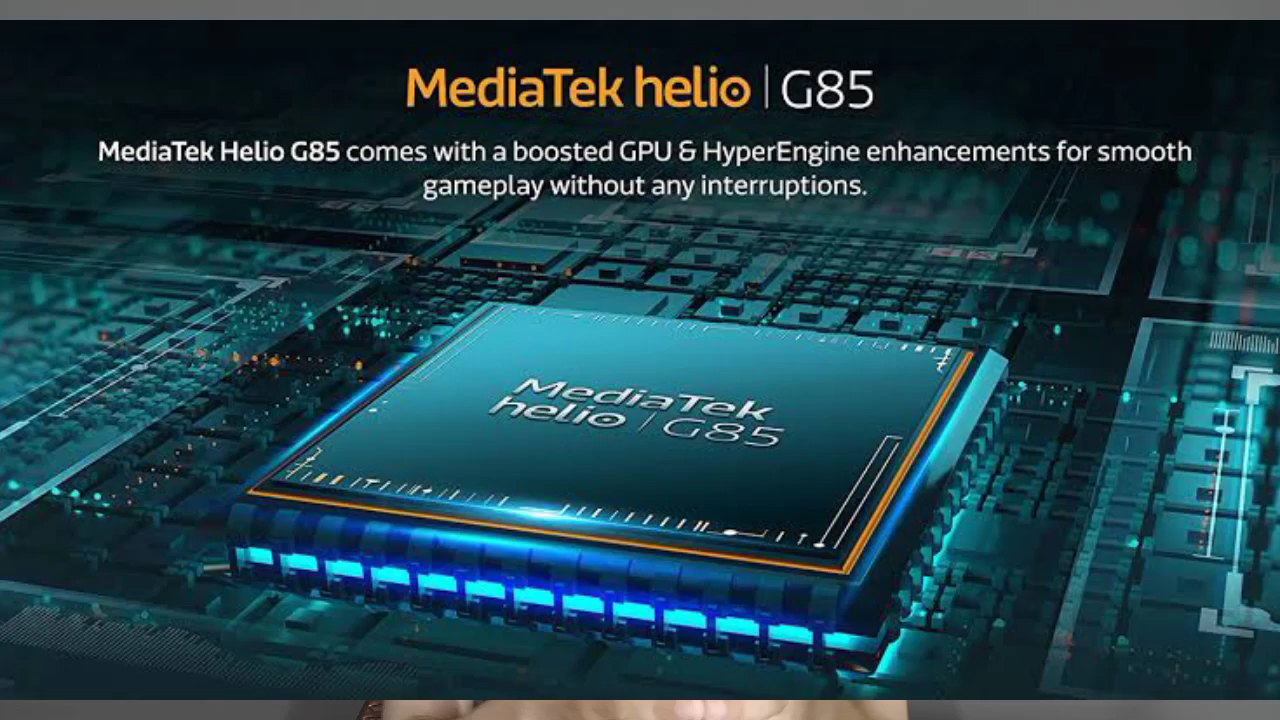 MediaTek helio | G85
MediaTek Helio G85 comes with a boosted GPU & HyperEngine enhancements for smooth
gameplay without any interruptions.
MediaTek
helio | G85